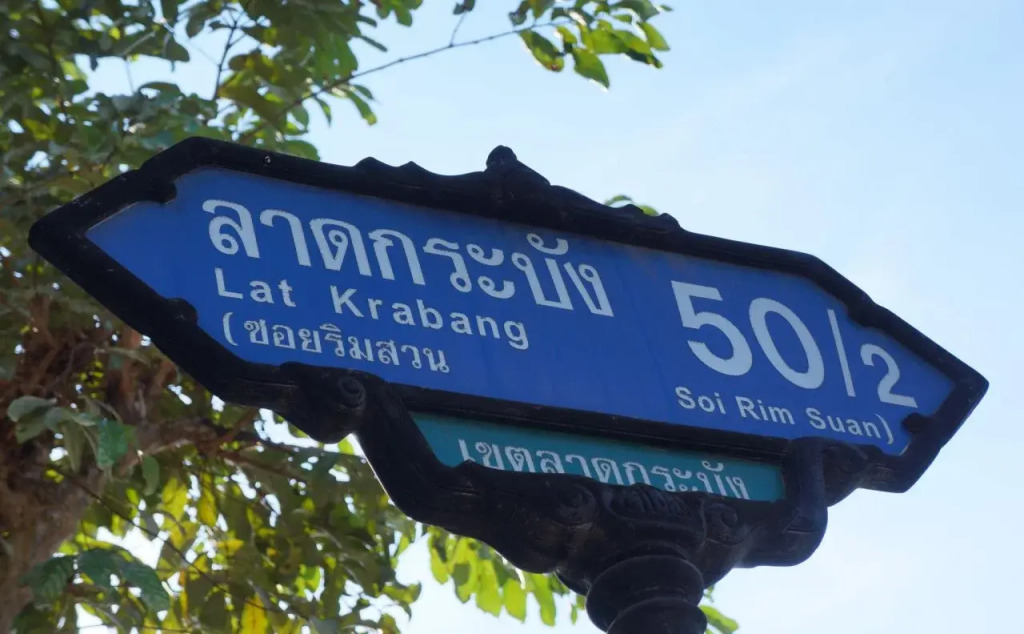 ลาดกระบัง 50/2
Lat Krabang
(ซอยริมสวน Soi Rim Suan)
เขตลาดกระบัง